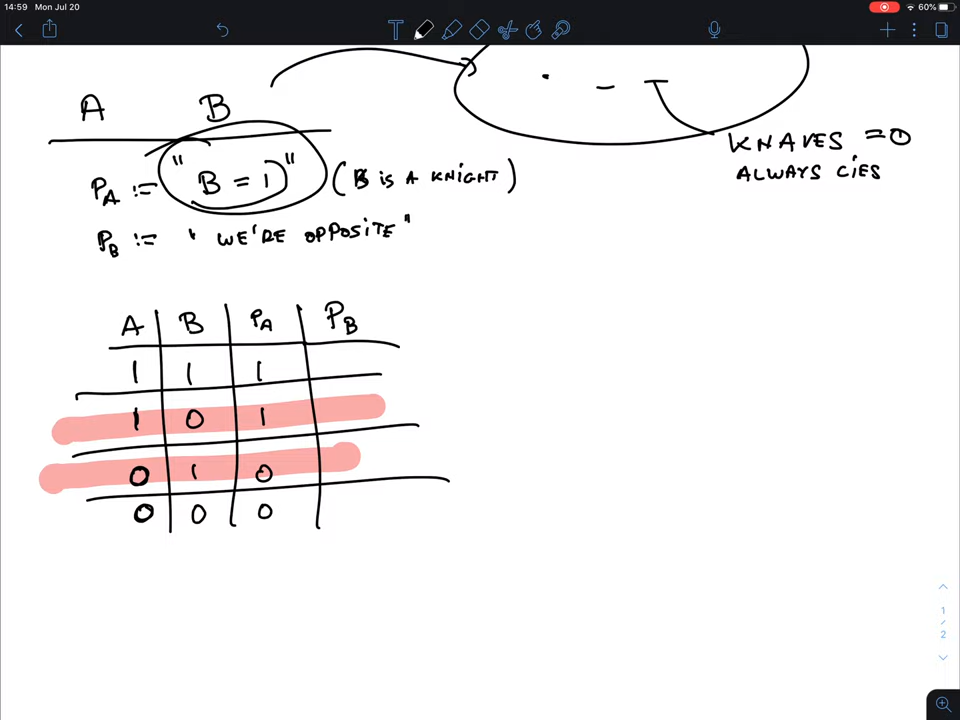 14:59 Mon Jul 20
60%
T
A B
KNAVES = 0
ALWAYS LIES
P_A := "B = 1" (B IS A KNIGHT)
P_B := "WE'RE OPPOSITE"
A B P_A P_B
1 1 1
1 0 1
0 1 0
0 0 0
1
/
2